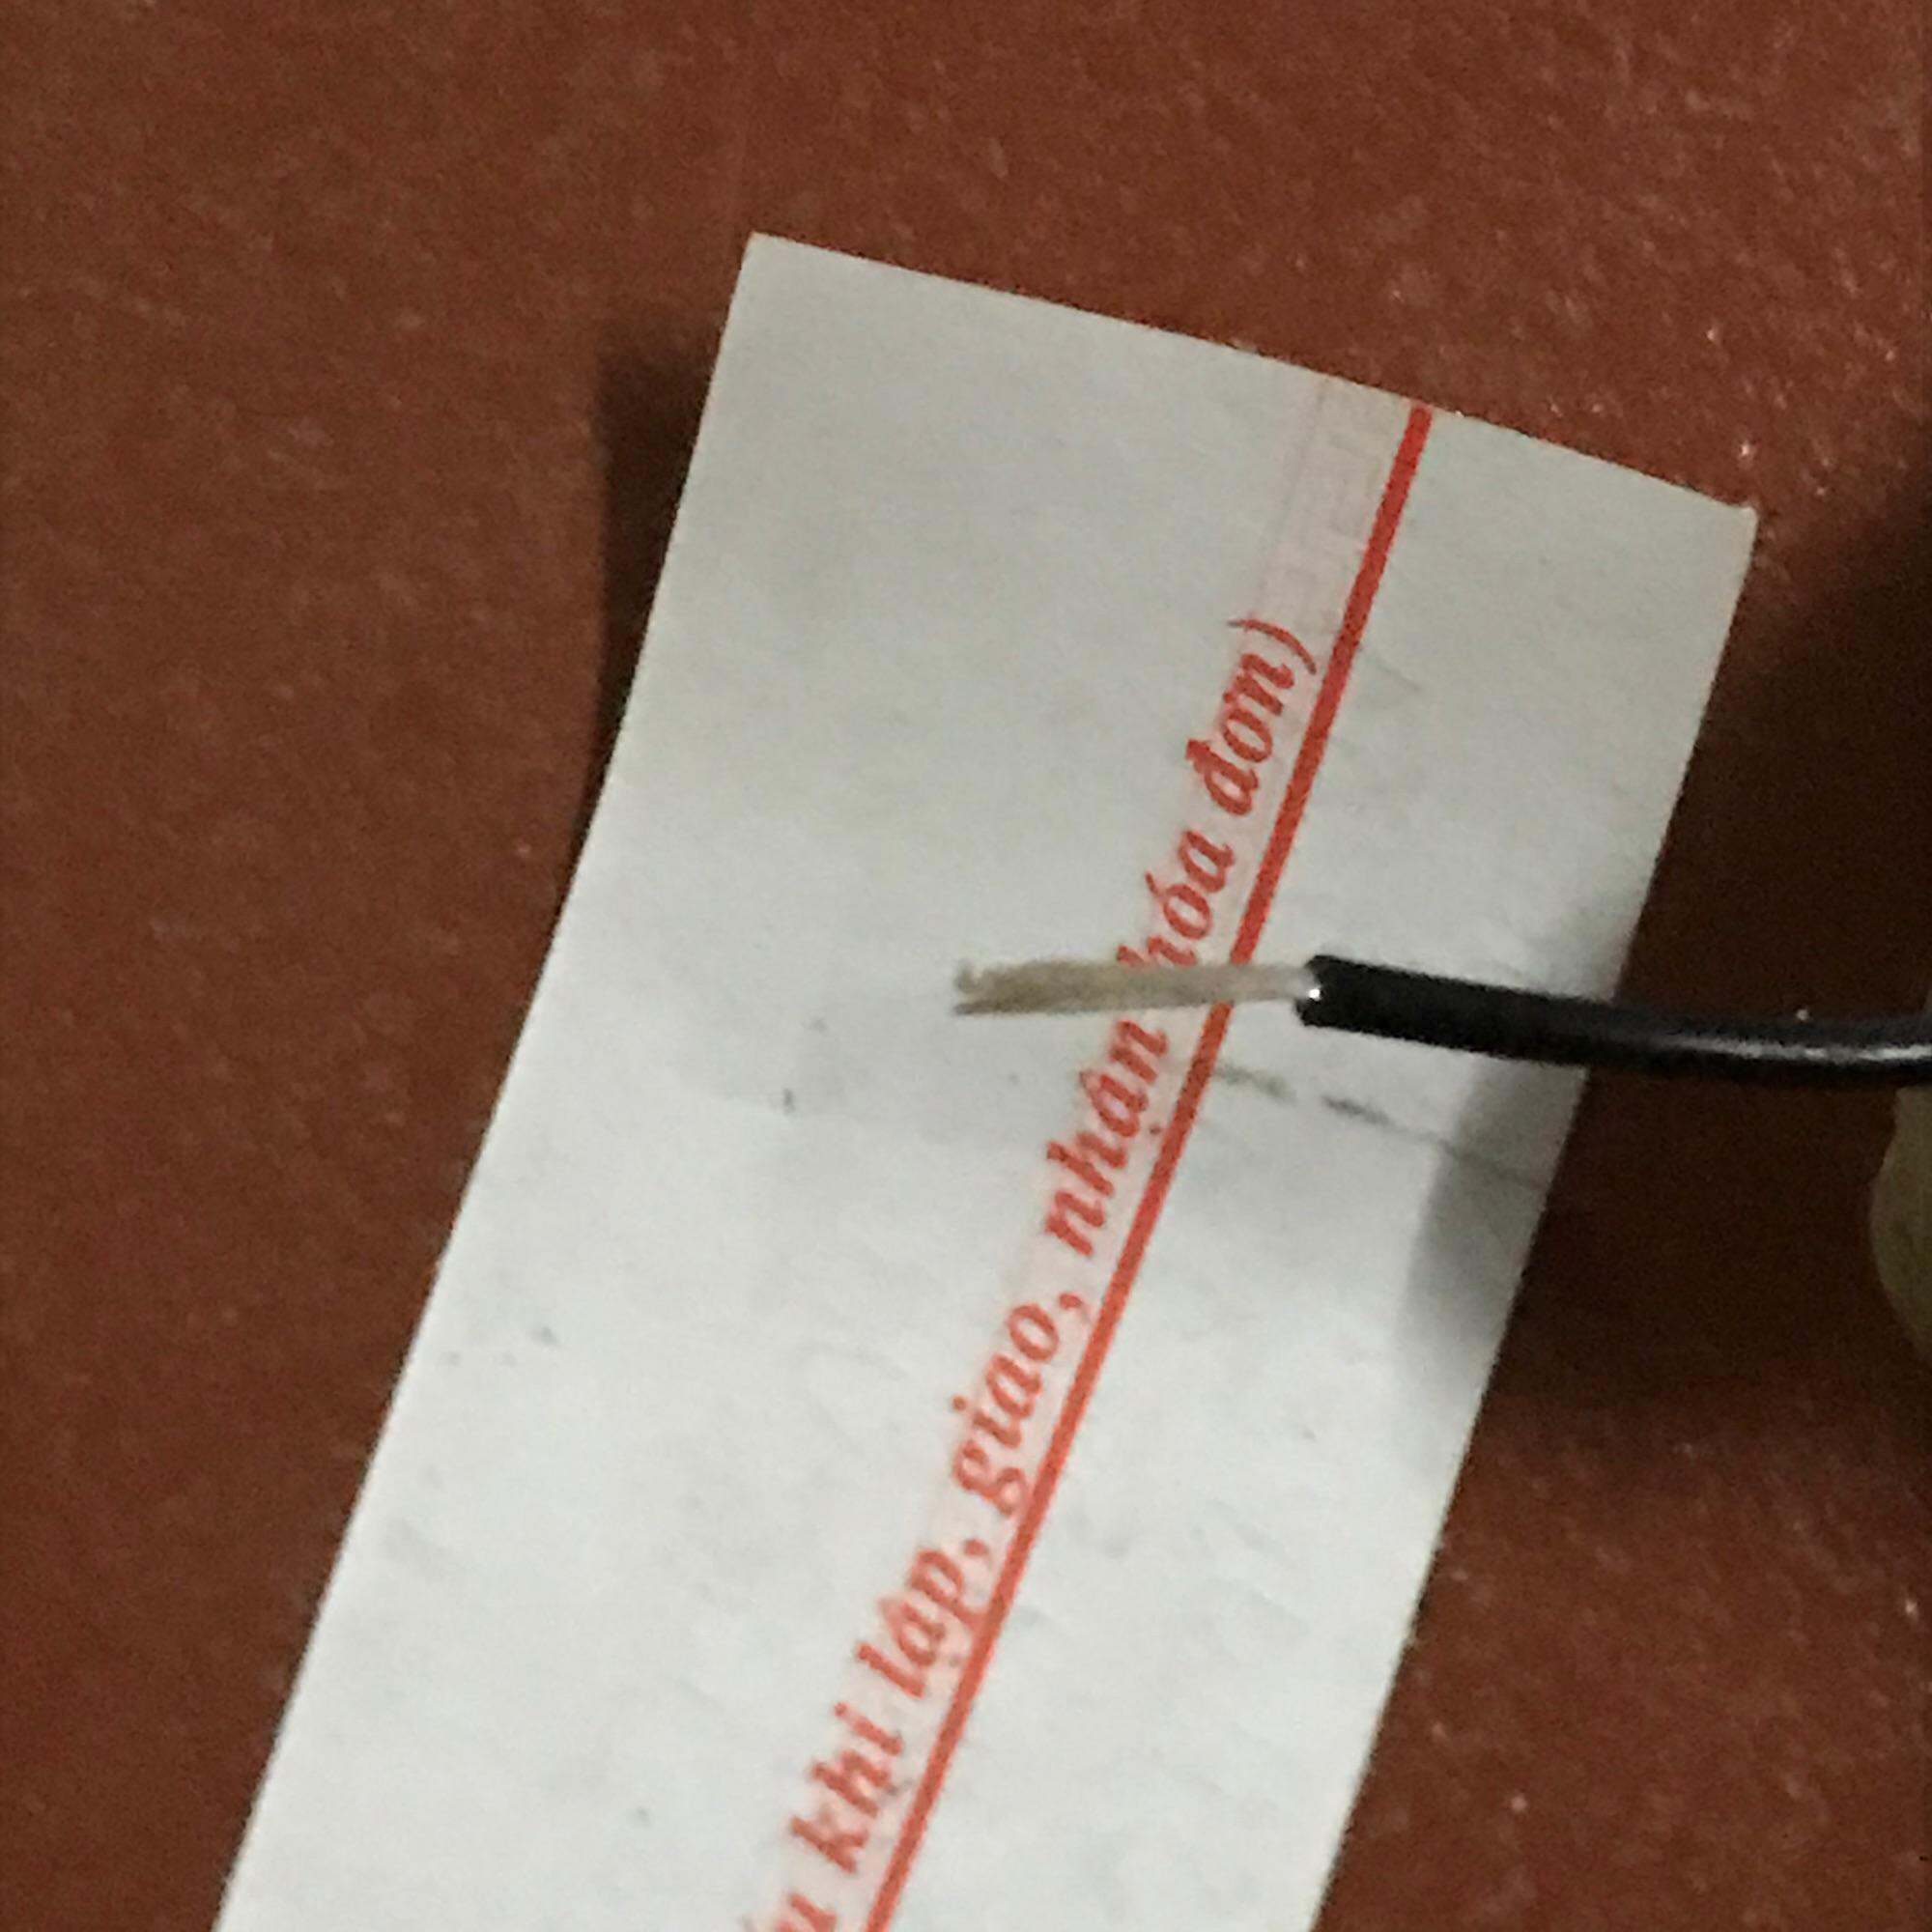 khi lập, giao, nhận hóa đơn)